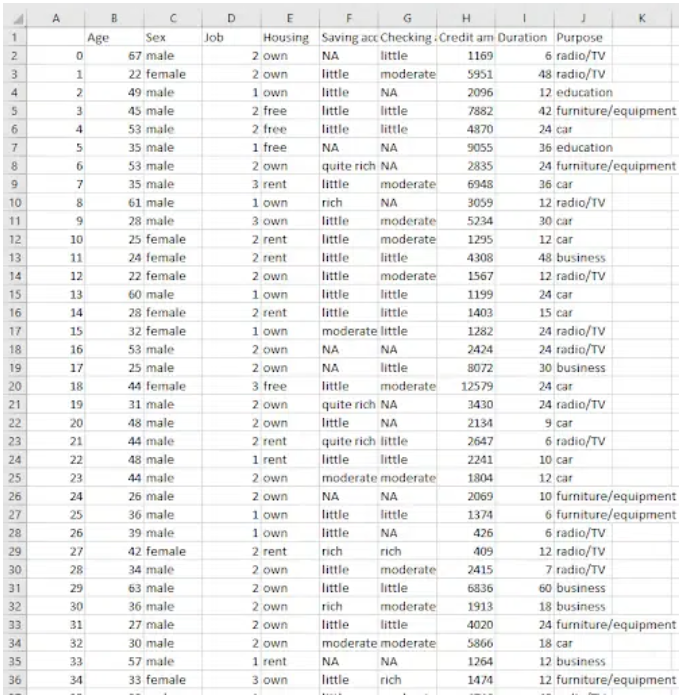 A B C D E F G H I J K
1 Age Sex Job Housing Saving acc Checking Credit am Duration Purpose
2 0 67 male 2 own NA little 1169 6 radio/TV
3 1 22 female 2 own little moderate 5951 48 radio/TV
4 2 49 male 1 own little NA 2096 12 education
5 3 45 male 2 free little little 7882 42 furniture/equipment
6 4 53 male 2 free little little 4870 24 car
7 5 35 male 1 free NA NA 9055 36 education
8 6 53 male 2 own quite rich NA 2835 24 furniture/equipment
9 7 35 male 3 rent little moderate 6948 36 car
10 8 61 male 1 own rich NA 3059 12 radio/TV
11 9 28 male 3 own little moderate 5234 30 car
12 10 25 female 2 rent little moderate 1295 12 car
13 11 24 female 2 rent little little 4308 48 business
14 12 22 female 2 own little moderate 1567 12 radio/TV
15 13 60 male 1 own little little 1199 24 car
16 14 28 female 2 rent little little 1403 15 car
17 15 32 female 1 own moderate little 1282 24 radio/TV
18 16 53 male 2 own NA NA 2424 24 radio/TV
19 17 25 male 2 own NA little 8072 30 business
20 18 44 female 3 free little moderate 12579 24 car
21 19 31 male 2 own quite rich NA 3430 24 radio/TV
22 20 48 male 2 own little NA 2134 9 car
23 21 44 male 2 rent quite rich little 2647 6 radio/TV
24 22 48 male 1 rent little little 2241 10 car
25 23 44 male 2 own moderate moderate 1804 12 car
26 24 26 male 2 own NA NA 2069 10 furniture/equipment
27 25 36 male 1 own little little 1374 6 furniture/equipment
28 26 39 male 1 own little NA 426 6 radio/TV
29 27 42 female 2 rent rich rich 409 12 radio/TV
30 28 34 male 2 own little moderate 2415 7 radio/TV
31 29 63 male 2 own little little 6836 60 business
32 30 36 male 2 own rich moderate 1913 18 business
33 31 27 male 2 own little little 4020 24 furniture/equipment
34 32 30 male 2 own moderate moderate 5866 18 car
35 33 57 male 1 rent NA NA 1264 12 business
36 34 33 female 3 own little rich 1474 12 furniture/equipment